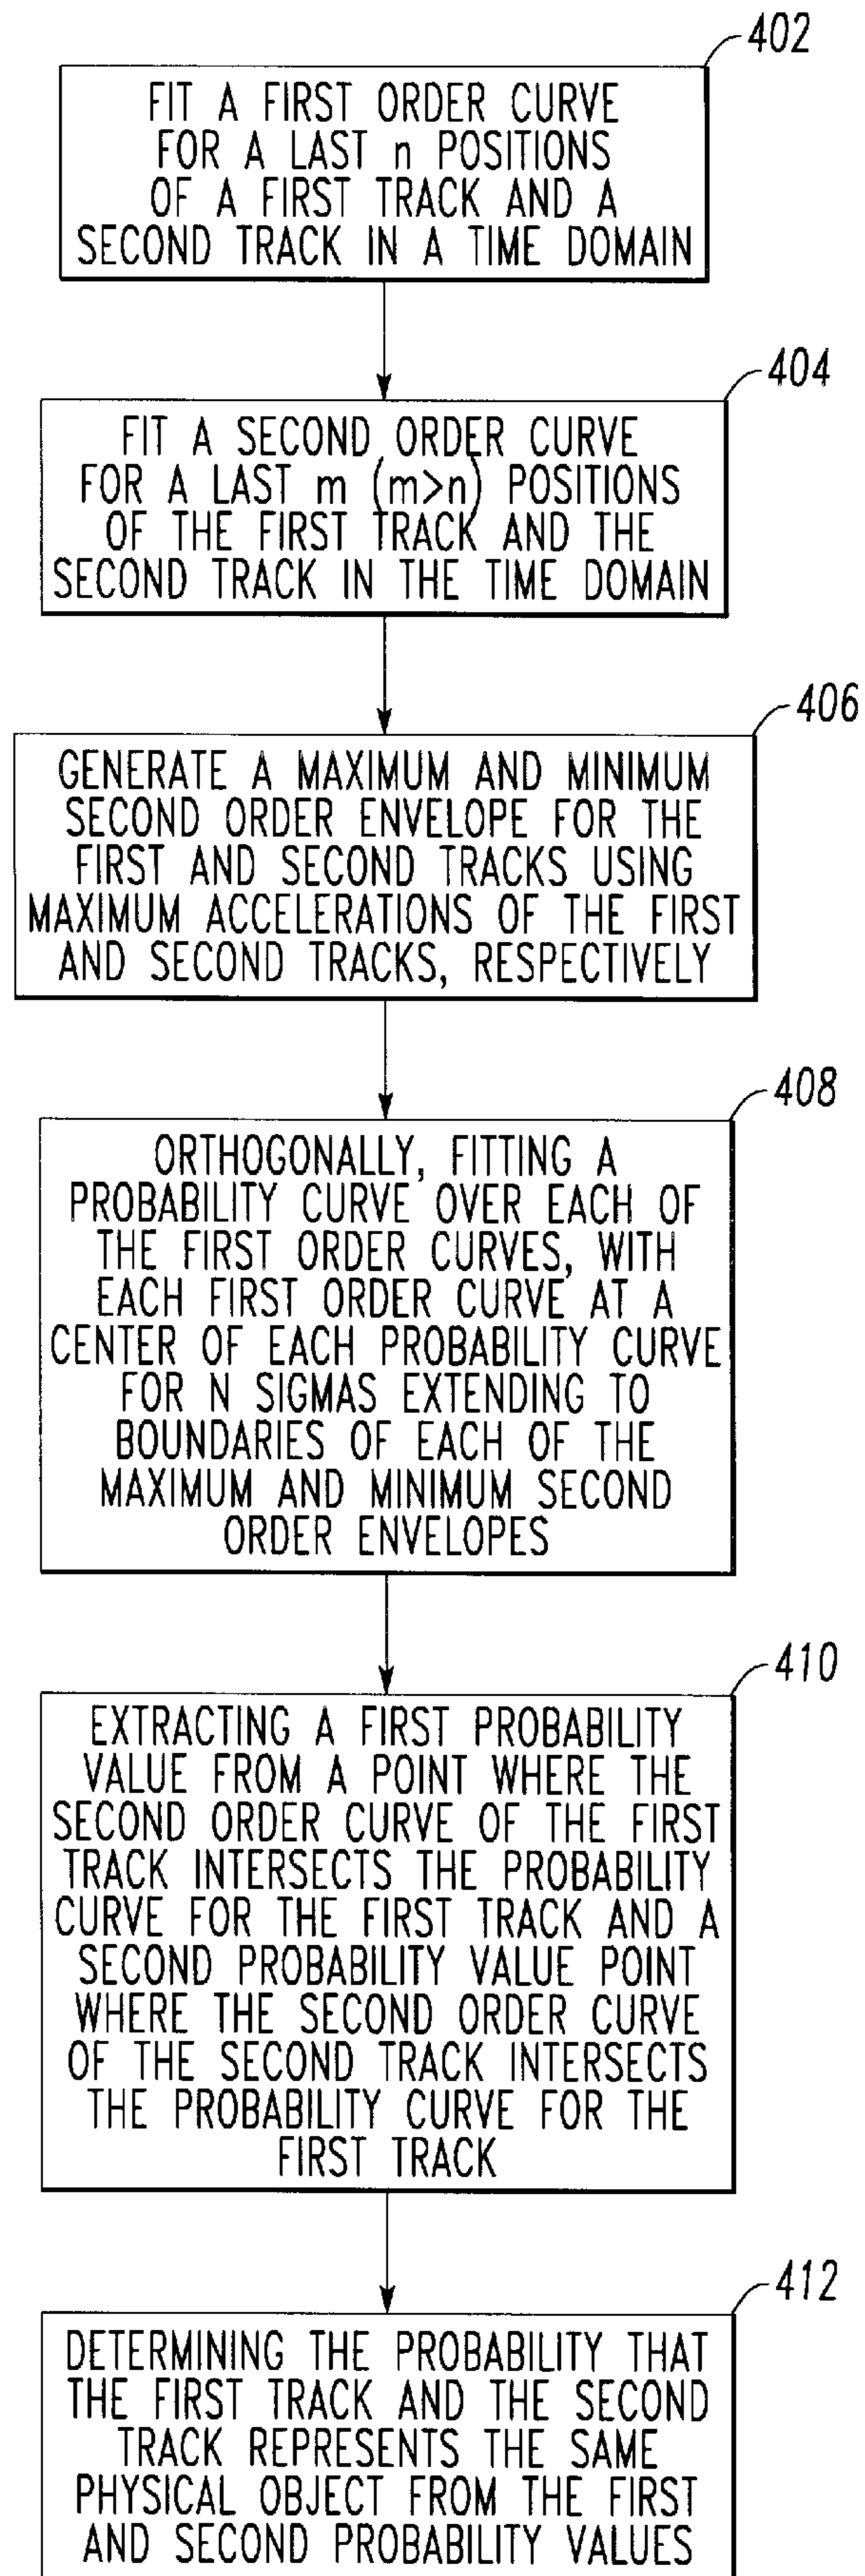 402
FIT A FIRST ORDER CURVE
FOR A LAST n POSITIONS
OF A FIRST TRACK AND A
SECOND TRACK IN A TIME DOMAIN
404
FIT A SECOND ORDER CURVE
FOR A LAST m (m>n) POSITIONS
OF THE FIRST TRACK AND THE
SECOND TRACK IN THE TIME DOMAIN
406
GENERATE A MAXIMUM AND MINIMUM
SECOND ORDER ENVELOPE FOR THE
FIRST AND SECOND TRACKS USING
MAXIMUM ACCELERATIONS OF THE FIRST
AND SECOND TRACKS, RESPECTIVELY
408
ORTHOGONALLY, FITTING A
PROBABILITY CURVE OVER EACH OF
THE FIRST ORDER CURVES, WITH
EACH FIRST ORDER CURVE AT A
CENTER OF EACH PROBABILITY CURVE
FOR N SIGMAS EXTENDING TO
BOUNDARIES OF EACH OF THE
MAXIMUM AND MINIMUM SECOND
ORDER ENVELOPES
410
EXTRACTING A FIRST PROBABILITY
VALUE FROM A POINT WHERE THE
SECOND ORDER CURVE OF THE FIRST
TRACK INTERSECTS THE PROBABILITY
CURVE FOR THE FIRST TRACK AND A
SECOND PROBABILITY VALUE POINT
WHERE THE SECOND ORDER CURVE
OF THE SECOND TRACK INTERSECTS
THE PROBABILITY CURVE FOR THE
FIRST TRACK
412
DETERMINING THE PROBABILITY THAT
THE FIRST TRACK AND THE SECOND
TRACK REPRESENTS THE SAME
PHYSICAL OBJECT FROM THE FIRST
AND SECOND PROBABILITY VALUES